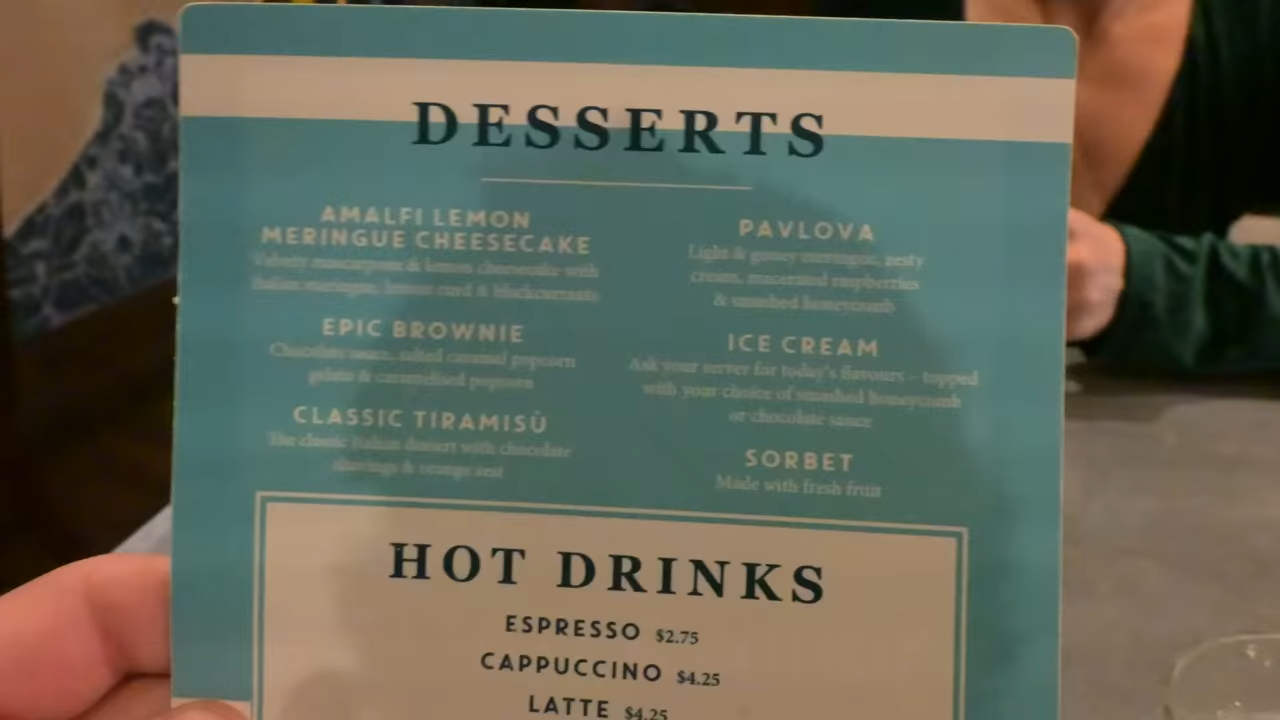 DESSERTS
AMALFI LEMON
MERINGUE CHEESECAKE
Velvety mascarpone & lemon cheesecake with
Italian meringue, lemon curd & blackcurrants
EPIC BROWNIE
Chocolate sauce, salted caramel popcorn
gelato & caramelised popcorn
CLASSIC TIRAMISÙ
The classic Italian dessert with chocolate
shavings & orange zest
PAVLOVA
Light & gooey meringue, zesty
cream, macerated raspberries
& smashed honeycomb
ICE CREAM
Ask your server for today's flavours – topped
with your choice of smashed honeycomb
or chocolate sauce
SORBET
Made with fresh fruit
HOT DRINKS
ESPRESSO $2.75
CAPPUCCINO $4.25
LATTE $4.25